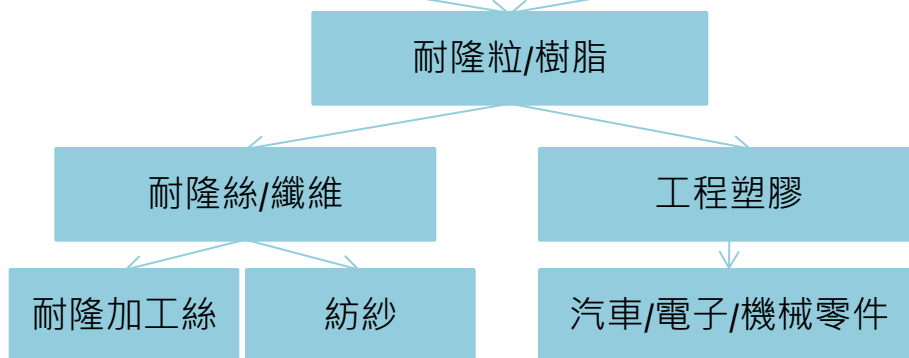 耐隆粒/樹脂
耐隆絲/纖維
工程塑膠
耐隆加工絲
紡紗
汽車/電子/機械零件